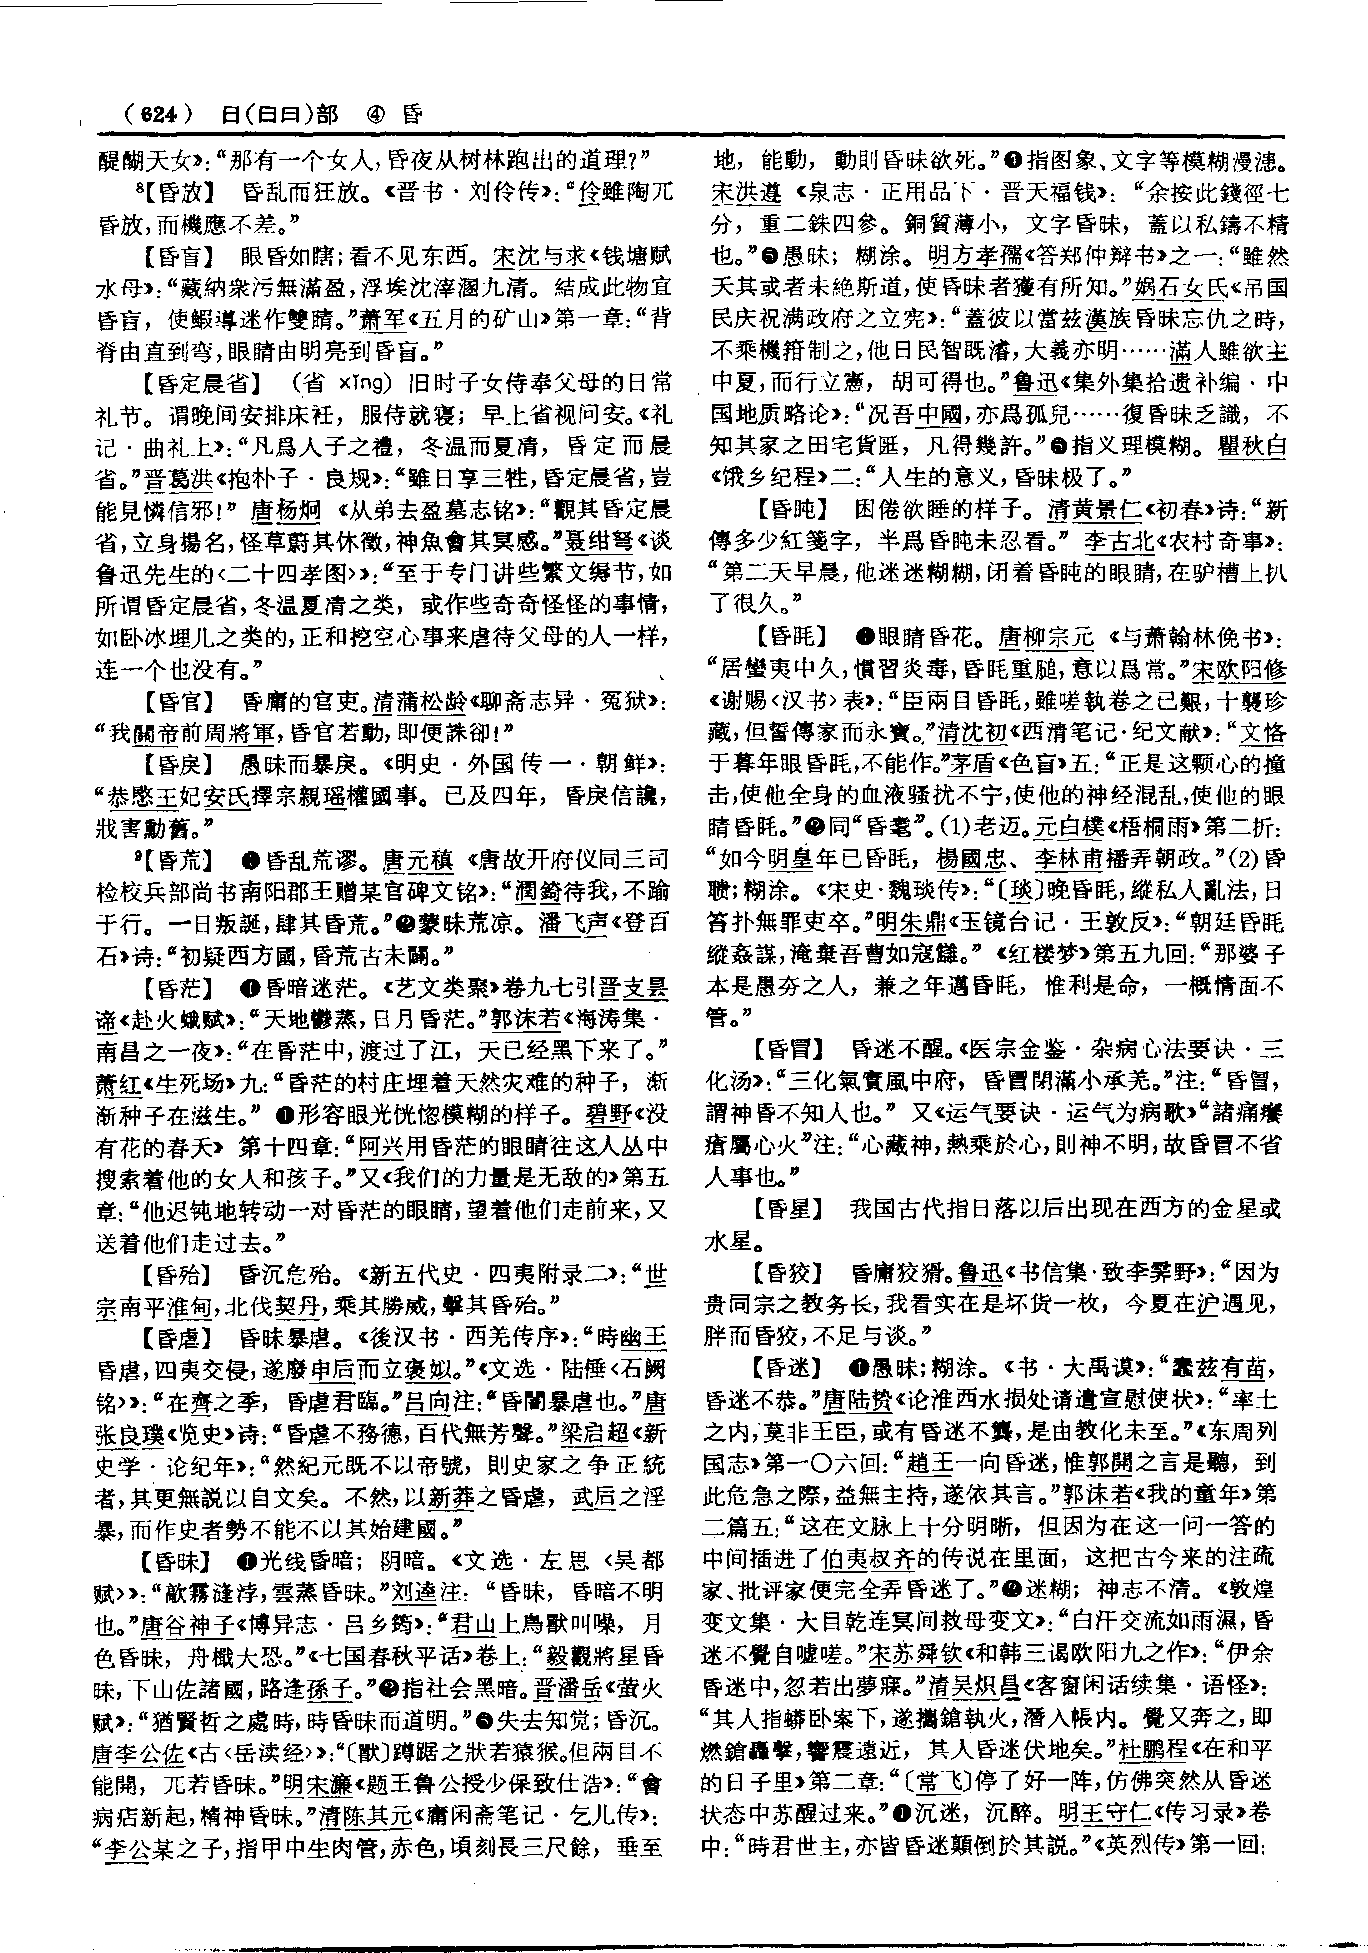 （624） 日(曰⺜)部 ④ 昏
醍醐天女》：“那有一个女人，昏夜从树林跑出的道理？”
⁸【昏放】 昏乱而狂放。《晋书·刘伶传》：“伶雖陶兀
昏放，而機應不差。”
【昏盲】 眼昏如瞎；看不见东西。宋沈与求《钱塘赋
水母》：“藏納衆污無滿盈，浮埃沈滓溷九清。結成此物宜
昏盲，使蝦導迷作雙睛。”萧军《五月的矿山》第一章：“背
脊由直到弯，眼睛由明亮到昏盲。”
【昏定晨省】 （省 xǐng）旧时子女侍奉父母的日常
礼节。谓晚间安排床衽，服侍就寝；早上省视问安。《礼
记·曲礼上》：“凡爲人子之禮，冬温而夏凊，昏定而晨
省。”晋葛洪《抱朴子·良规》：“雖日享三牲，昏定晨省，豈
能見憐信邪！”唐杨炯《从弟去盈墓志铭》：“觀其昏定晨
省，立身揚名，怪草蔚其休徵，神魚會其冥感。”聂绀弩《谈
鲁迅先生的〈二十四孝图〉》：“至于专门讲些繁文缛节，如
所谓昏定晨省，冬温夏凊之类，或作些奇奇怪怪的事情，
如卧冰埋儿之类的，正和挖空心事来虐待父母的人一样，
连一个也没有。”
【昏官】 昏庸的官吏。清蒲松龄《聊斋志异·冤狱》：
“我關帝前周將軍，昏官若動，即便誅卻！”
【昏戾】 愚昧而暴戾。《明史·外国传一·朝鲜》：
“恭愍王妃安氏擇宗親瑶權國事。已及四年，昏戾信讒，
戕害勳舊。”
⁹【昏荒】 ❶昏乱荒谬。唐元稹《唐故开府仪同三司
检校兵部尚书南阳郡王赠某官碑文铭》：“潤錡待我，不踰
于行。一日叛誕，肆其昏荒。”❷蒙昧荒凉。潘飞声《登百
石》诗：“初疑西方國，昏荒古未闢。”
【昏茫】 ❶昏暗迷茫。《艺文类聚》卷九七引晋支昙
谛《赴火蛾赋》：“天地鬱蒸，日月昏茫。”郭沫若《海涛集·
南昌之一夜》：“在昏茫中，渡过了江，天已经黑下来了。”
萧红《生死场》九：“昏茫的村庄埋着天然灾难的种子，渐
渐种子在滋生。”❶形容眼光恍惚模糊的样子。碧野《没
有花的春天》第十四章：“阿兴用昏茫的眼睛往这人丛中
搜索着他的女人和孩子。”又《我们的力量是无敌的》第五
章：“他迟钝地转动一对昏茫的眼睛，望着他们走前来，又
送着他们走过去。”
【昏殆】 昏沉危殆。《新五代史·四夷附录二》：“世
宗南平淮甸，北伐契丹，乘其勝威，擊其昏殆。”
【昏虐】 昏昧暴虐。《後汉书·西羌传序》：“時幽王
昏虐，四夷交侵，遂廢申后而立褒姒。”《文选·陆倕〈石阙
铭〉》：“在齊之季，昏虐君臨。”吕向注：“昏闇暴虐也。”唐
张良璞《览史》诗：“昏虐不務德，百代無芳聲。”梁启超《新
史学·论纪年》：“然紀元既不以帝號，則史家之争正統
者，其更無説以自文矣。不然，以新莽之昏虐，武后之淫
暴，而作史者勢不能不以其始建國。”
【昏昧】 ❶光线昏暗；阴暗。《文选·左思〈吴都
赋〉》：“歊霧漨浡，雲蒸昏昧。”刘逵注：“昏昧，昏暗不明
也。”唐谷神子《博异志·吕乡筠》：“君山上鳥獸叫噪，月
色昏昧，舟檝大恐。”《七国春秋平话》卷上：“毅觀將星昏
昧，下山佐諸國，路逢孫子。”❷指社会黑暗。晋潘岳《萤火
赋》：“猶賢哲之處時，時昏昧而道明。”❸失去知觉；昏沉。
唐李公佐《古〈岳渎经〉》：“〔獸〕蹲踞之狀若猿猴。但兩目不
能開，兀若昏昧。”明宋濂《题王鲁公授少保致仕诰》：“會
病痁新起，精神昏昧。”清陈其元《庸闲斋笔记·乞儿传》：
“李公某之子，指甲中生肉管，赤色，頃刻長三尺餘，垂至
地，能動，動則昏昧欲死。”❹指图象、文字等模糊漫漶。
宋洪遵《泉志·正用品下·晋天福钱》：“余按此錢徑七
分，重二銖四參。銅質薄小，文字昏昧，蓋以私鑄不精
也。”❺愚昧；糊涂。明方孝孺《答郑仲辩书》之一：“雖然
天其或者未絶斯道，使昏昧者獲有所知。”娲石女氏《吊国
民庆祝满政府之立宪》：“蓋彼以當兹漢族昏昧忘仇之時，
不乘機箝制之，他日民智既濬，大義亦明……滿人雖欲主
中夏，而行立憲，胡可得也。”鲁迅《集外集拾遗补编·中
国地质略论》：“况吾中國，亦爲孤兒……復昏昧乏識，不
知其家之田宅貨匨，凡得幾許。”❻指义理模糊。瞿秋白
《饿乡纪程》二：“人生的意义，昏昧极了。”
【昏盹】 困倦欲睡的样子。清黄景仁《初春》诗：“新
傳多少紅箋字，半爲昏盹未忍看。”李古北《农村奇事》：
“第二天早晨，他迷迷糊糊，闭着昏盹的眼睛，在驴槽上扒
了很久。”
【昏眊】 ❶眼睛昏花。唐柳宗元《与萧翰林俛书》：
“居蠻夷中久，慣習炎毒，昏眊重膇，意以爲常。”宋欧阳修
《谢赐〈汉书〉表》：“臣兩目昏眊，雖嗟執卷之已艱，十襲珍
藏，但誓傳家而永寶。”清沈初《西清笔记·纪文献》：“文恪
于暮年眼昏眊，不能作。”茅盾《色盲》五：“正是这颗心的撞
击，使他全身的血液骚扰不宁，使他的神经混乱，使他的眼
睛昏眊。”❷同“昏耄”。(1)老迈。元白樸《梧桐雨》第二折：
“如今明皇年已昏眊，楊國忠、李林甫播弄朝政。”(2)昏
聩；糊涂。《宋史·魏琰传》：“〔琰〕晚昏眊，縱私人亂法，日
笞扑無罪吏卒。”明朱鼎《玉镜台记·王敦反》：“朝廷昏眊
縱姦謀，淹棄吾曹如寇讎。”《红楼梦》第五九回：“那婆子
本是愚夯之人，兼之年邁昏眊，惟利是命，一概情面不
管。”
【昏冒】 昏迷不醒。《医宗金鉴·杂病心法要诀·三
化汤》：“三化氣實風中府，昏冒閉滿小承羌。”注：“昏冒，
謂神昏不知人也。”又《运气要诀·运气为病歌》“諸痛癢
瘡屬心火”注：“心藏神，熱乘於心，則神不明，故昏冒不省
人事也。”
【昏星】 我国古代指日落以后出现在西方的金星或
水星。
【昏狡】 昏庸狡猾。鲁迅《书信集·致李霁野》：“因为
贵同宗之教务长，我看实在是坏货一枚，今夏在沪遇见，
胖而昏狡，不足与谈。”
【昏迷】 ❶愚昧；糊涂。《书·大禹谟》：“蠢兹有苗，
昏迷不恭。”唐陆贽《论淮西水损处请遣宣慰使状》：“率土
之内，莫非王臣，或有昏迷不龔，是由教化未至。”《东周列
国志》第一〇六回：“趙王一向昏迷，惟郭開之言是聽，到
此危急之際，益無主持，遂依其言。”郭沫若《我的童年》第
二篇五：“这在文脉上十分明晰，但因为在这一问一答的
中间插进了伯夷叔齐的传说在里面，这把古今来的注疏
家、批评家便完全弄昏迷了。”❷迷糊；神志不清。《敦煌
变文集·大目乾连冥间救母变文》：“白汗交流如雨濕，昏
迷不覺自嘘嗟。”宋苏舜钦《和韩三谒欧阳九之作》：“伊余
昏迷中，忽若出夢寐。”清吴炽昌《客窗闲话续集·语怪》：
“其人指蟒卧案下，遂攜鎗執火，潛入帳内。覺又奔之，即
燃鎗轟擊，響震遠近，其人昏迷伏地矣。”杜鹏程《在和平
的日子里》第二章：“〔常飞〕停了好一阵，仿佛突然从昏迷
状态中苏醒过来。”❸沉迷，沉醉。明王守仁《传习录》卷
中：“時君世主，亦皆昏迷顛倒於其説。”《英烈传》第一回：